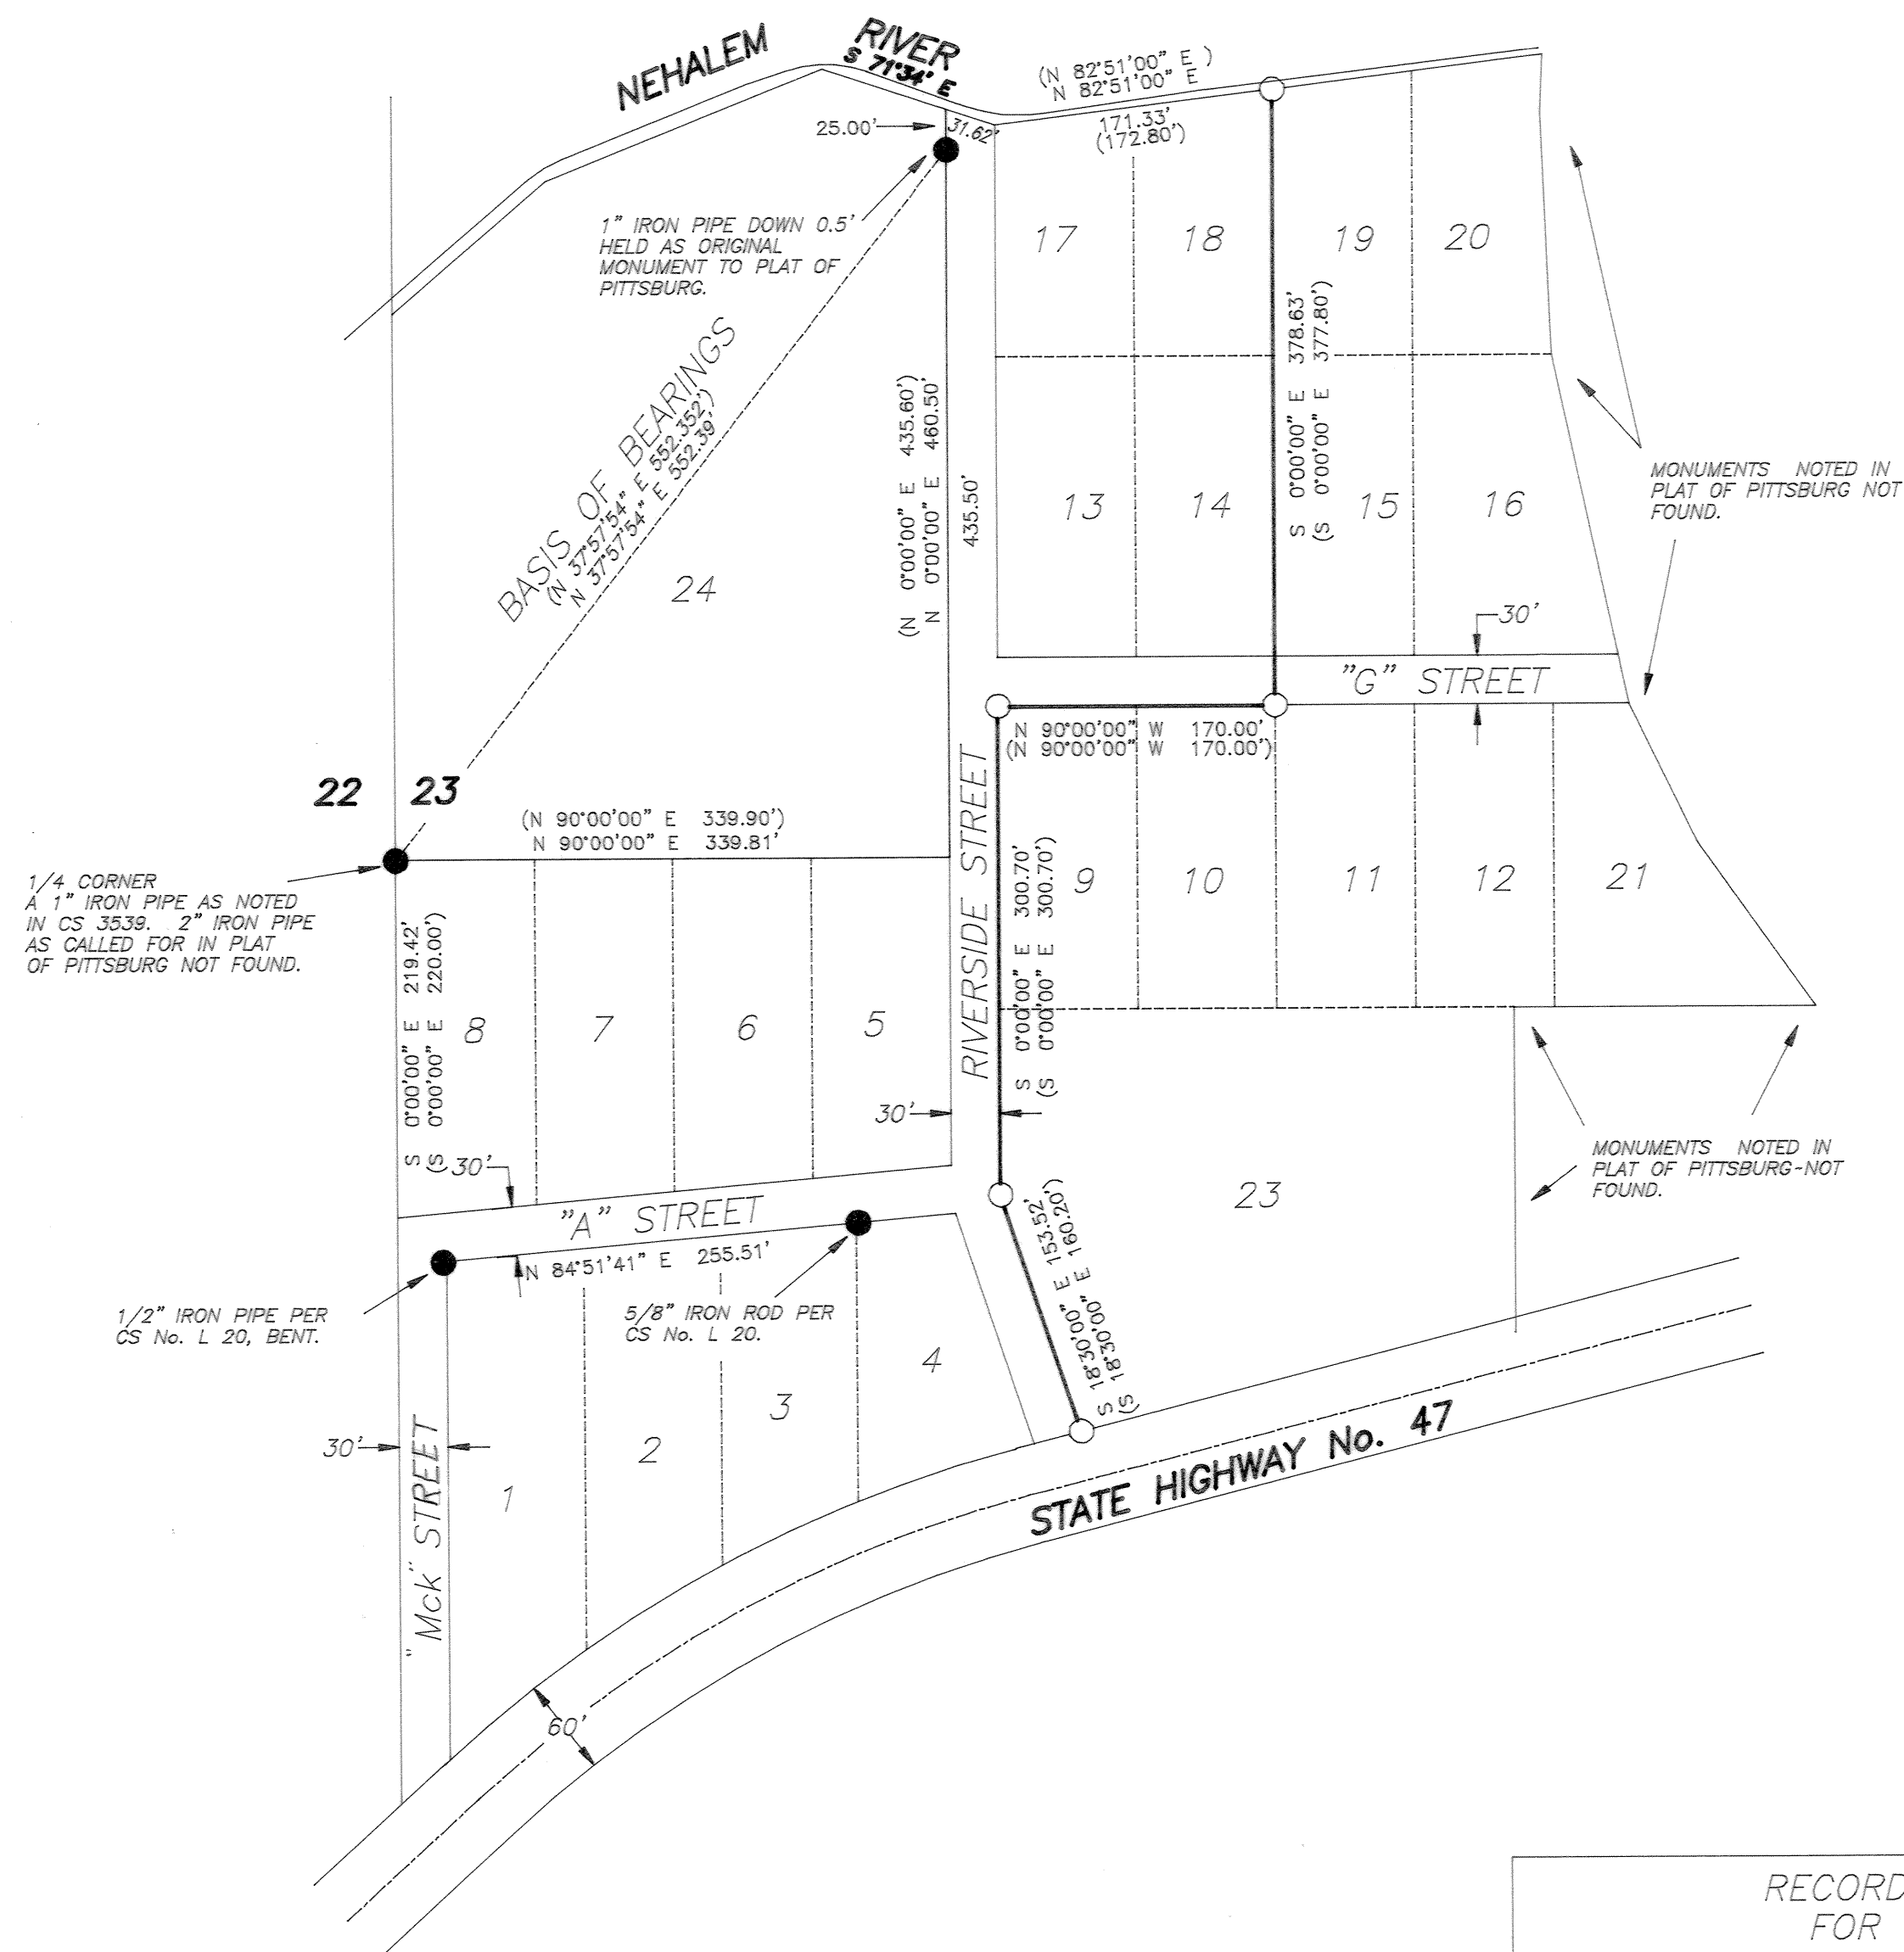 NEHALEM
RIVER
S 71°34' E
(N 82°51'00" E )
N 82°51'00" E
25.00'
31.62'
171.33'
(172.80')
1" IRON PIPE DOWN 0.5'
HELD AS ORIGINAL
MONUMENT TO PLAT OF
PITTSBURG.
17
18
19
20
S 0°00'00" E 378.63'
(S 0°00'00" E 377.80')
BASIS OF BEARINGS
(N 37°57'54" E 552.352')
N 37°57'54" E 552.39'
(N 0°00'00" E 435.60')
N 0°00'00" E 460.50'
435.50'
MONUMENTS NOTED IN
PLAT OF PITTSBURG NOT
FOUND.
13
14
15
16
24
30'
"G" STREET
N 90°00'00" W 170.00'
(N 90°00'00" W 170.00')
22
23
(N 90°00'00" E 339.90')
N 90°00'00" E 339.81'
RIVERSIDE STREET
S 0°00'00" E 300.70'
(S 0°00'00" E 300.70')
9
10
11
12
21
1/4 CORNER
A 1" IRON PIPE AS NOTED
IN CS 3539. 2" IRON PIPE
AS CALLED FOR IN PLAT
OF PITTSBURG NOT FOUND.
S 0°00'00" E 219.42'
(S 0°00'00" E 220.00')
8
7
6
5
30'
30'
MONUMENTS NOTED IN
PLAT OF PITTSBURG-NOT
FOUND.
"A" STREET
23
N 84°51'41" E 255.51'
S 18°30'00" E 153.52'
(S 18°30'00" E 160.20')
1/2" IRON PIPE PER
CS No. L 20, BENT.
5/8" IRON ROD PER
CS No. L 20.
4
3
2
1
30'
"Mck" STREET
STATE HIGHWAY No. 47
60'
RECORD
FOR